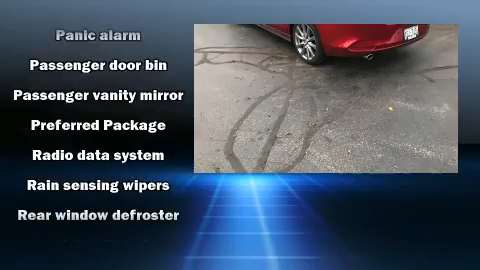 Panic alarm
Passenger door bin
Passenger vanity mirror
Preferred Package
Radio data system
Rain sensing wipers
Rear window defroster